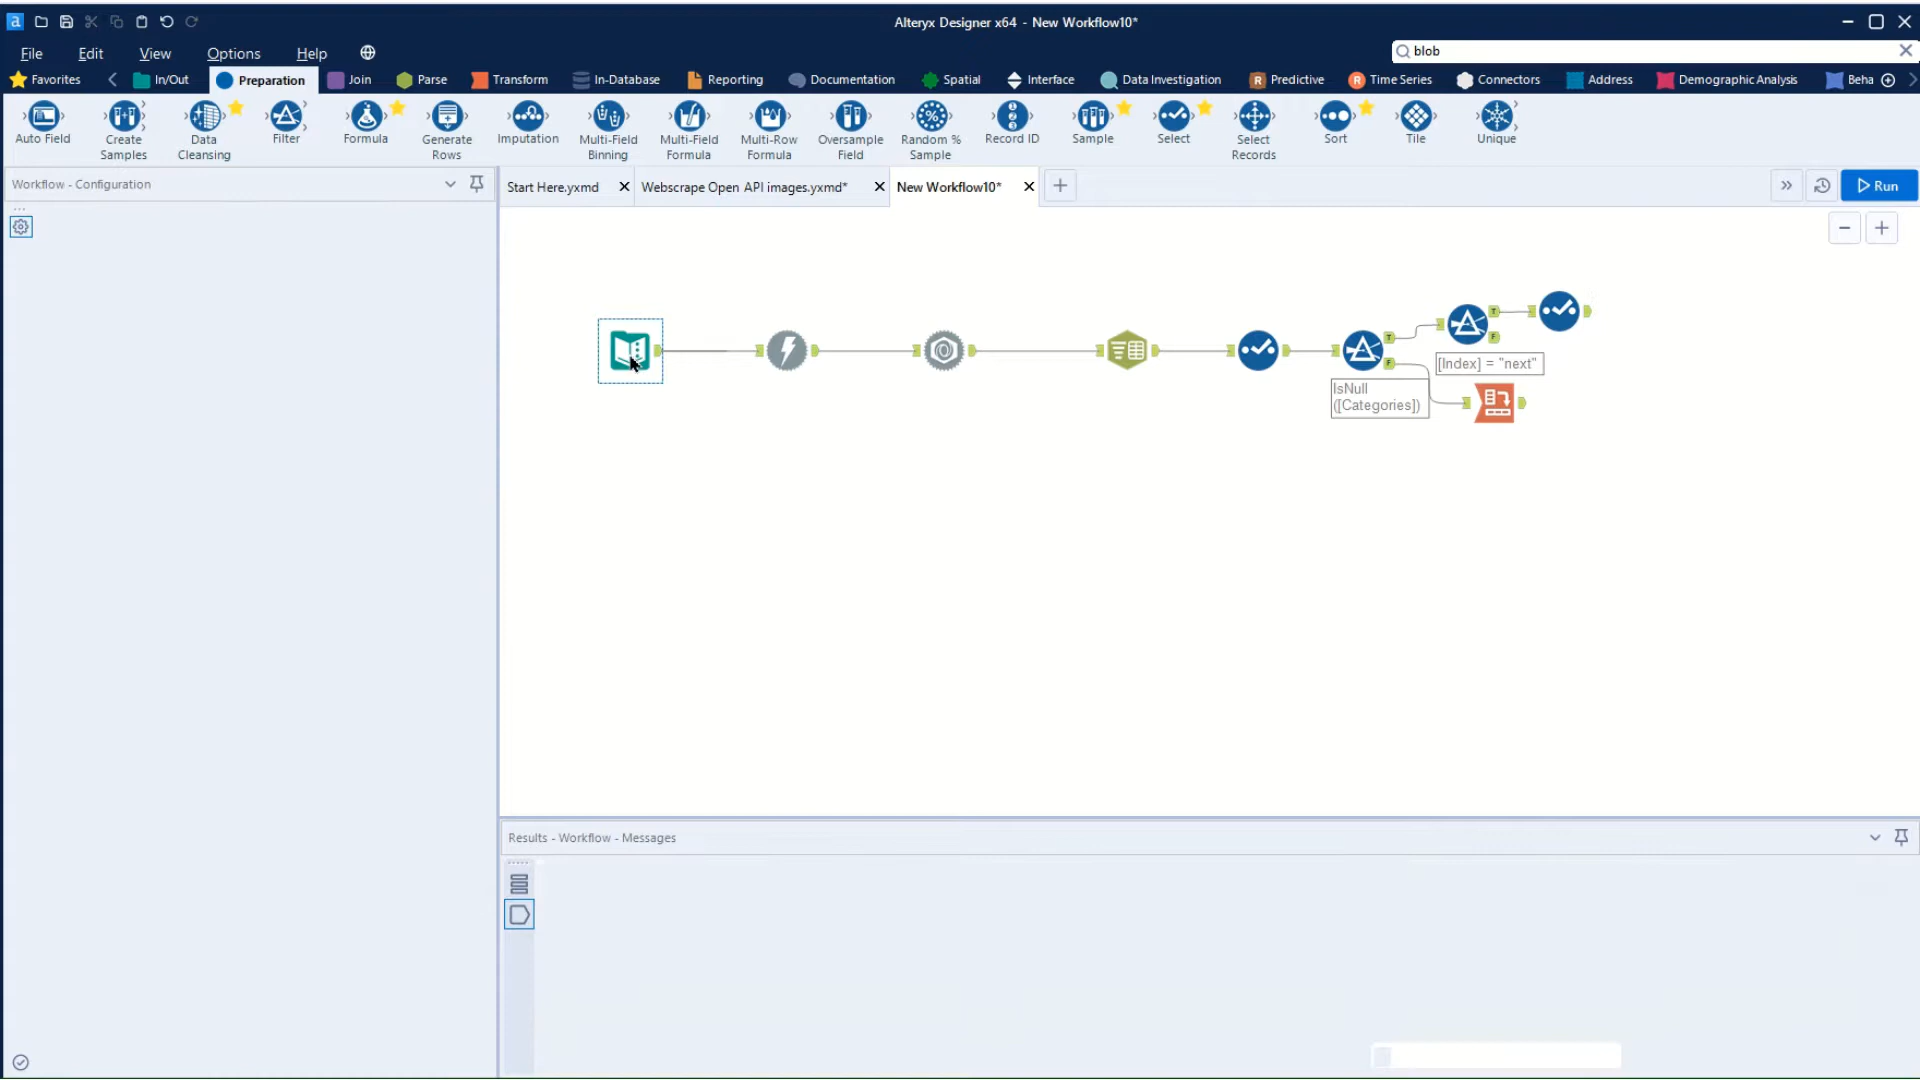 Alteryx Designer x64 - New Workflow10*
File Edit View Options Help
blob
Favorites In/Out Preparation Join Parse Transform In-Database Reporting Documentation Spatial Interface Data Investigation Predictive Time Series Connectors Address Demographic Analysis Beha
Auto Field
Create
Samples
Data
Cleansing
Filter
Formula
Generate
Rows
Imputation
Multi-Field
Binning
Multi-Field
Formula
Multi-Row
Formula
Oversample
Field
Random %
Sample
Record ID
Sample
Select
Select
Records
Sort
Tile
Unique
Workflow - Configuration
Start Here.yxmd
Webscrape Open API images.yxmd*
New Workflow10*
Run
T
F
T
F
[Index] = "next"
IsNull
([Categories])
Results - Workflow - Messages